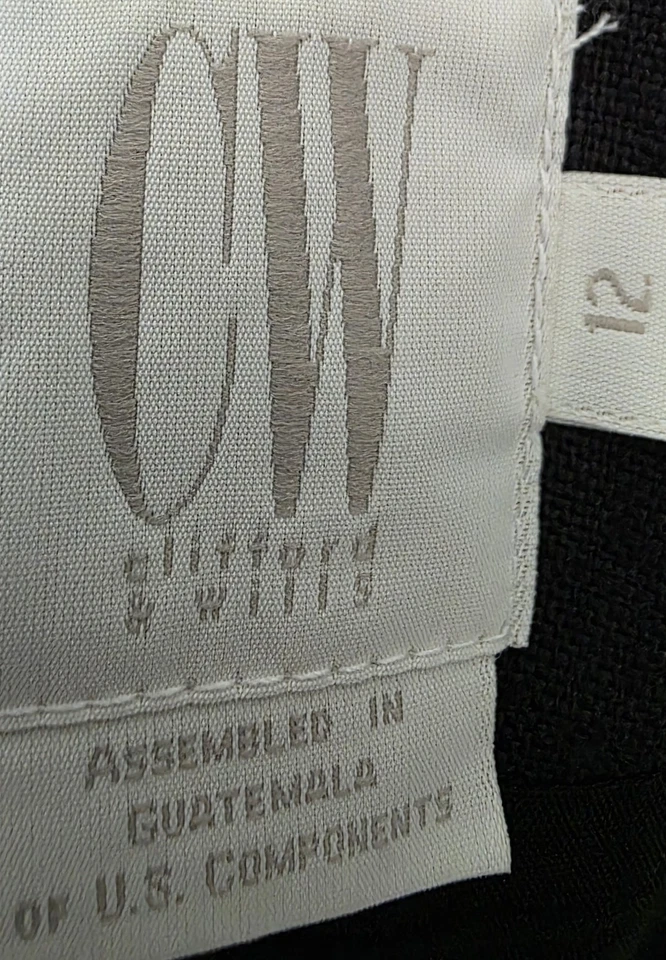 CW
clifford
& wills
12
ASSEMBLED IN
GUATEMALA
OF U.S. COMPONENTS